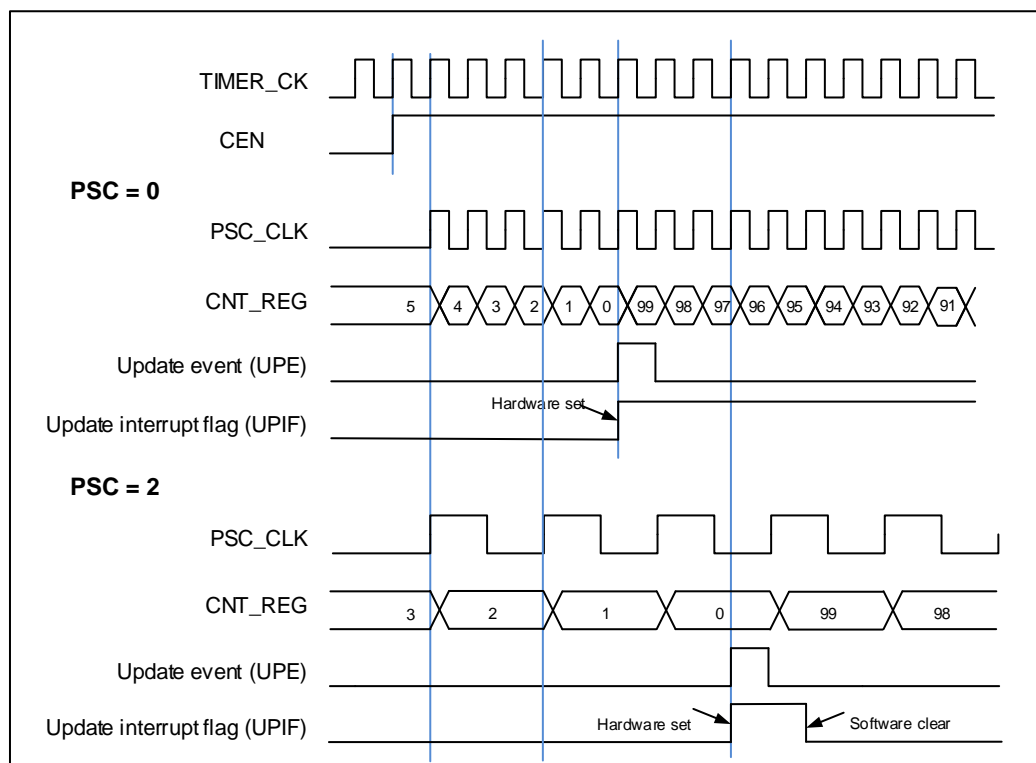 TIMER_CK
CEN
PSC = 0
PSC_CLK
CNT_REG 5 4 3 2 1 0 99 98 97 96 95 94 93 92 91
Update event (UPE)
Hardware set
Update interrupt flag (UPIF)
PSC = 2
PSC_CLK
CNT_REG 3 2 1 0 99 98
Update event (UPE)
Update interrupt flag (UPIF) Hardware set Software clear